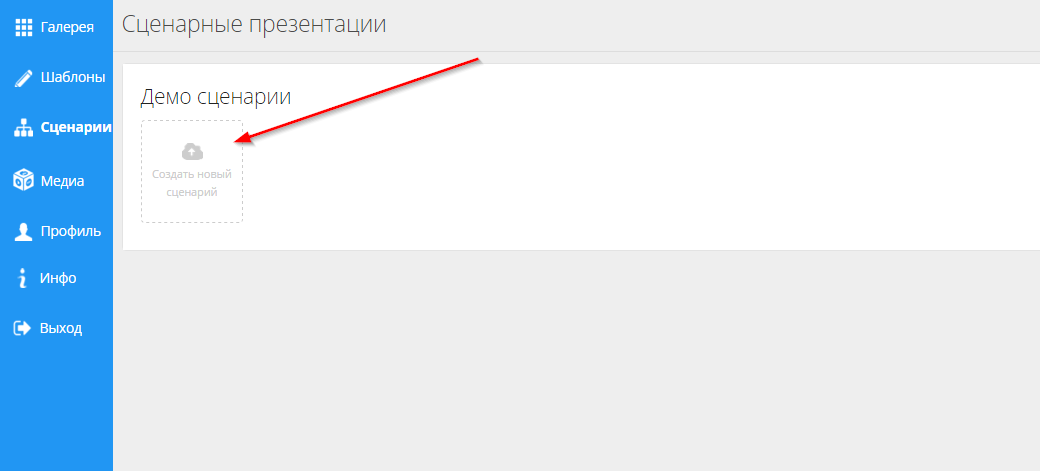 Галерея
Шаблоны
Сценарии
Медиа
Профиль
Инфо
Выход
Сценарные презентации
Демо сценарии
Создать новый
сценарий